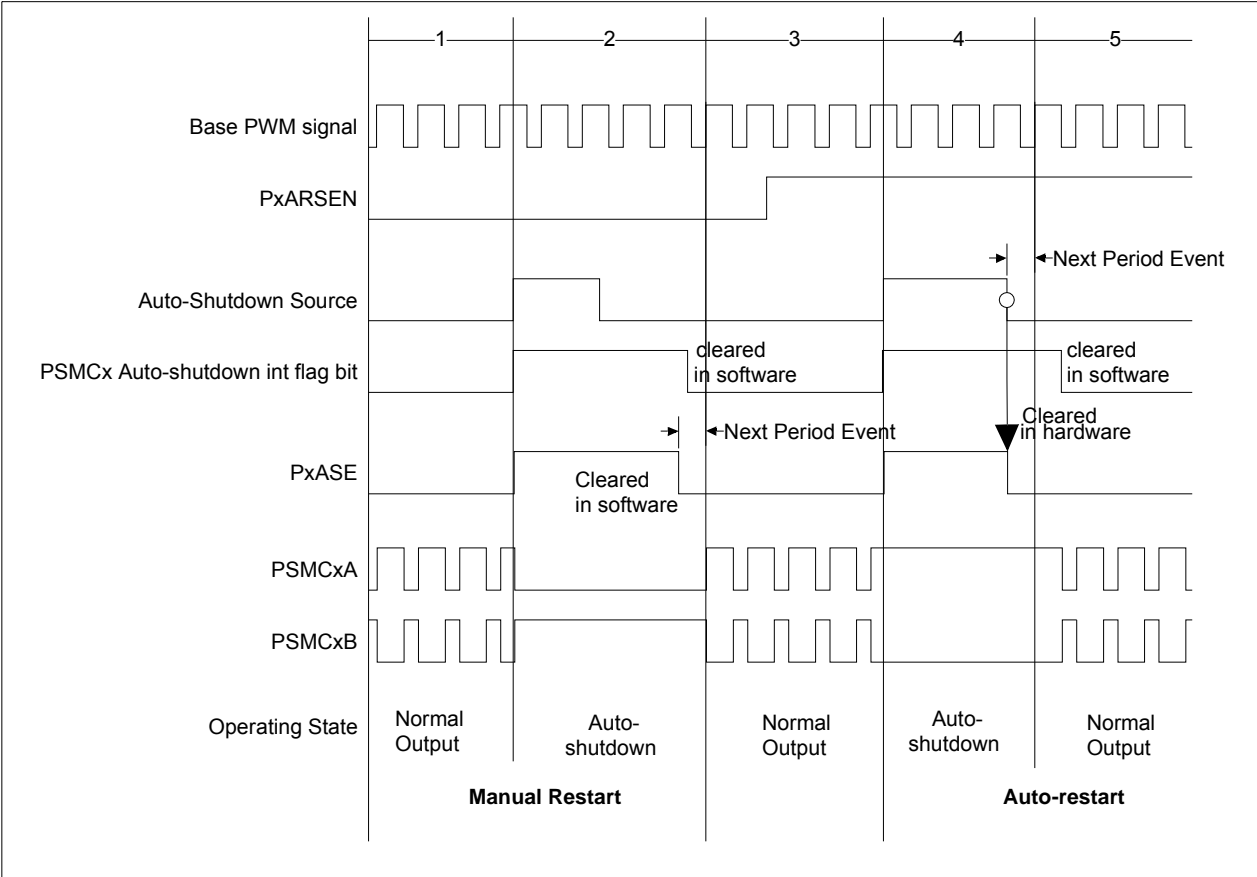 1 2 3 4 5
Base PWM signal
PxARSEN
Next Period Event
Auto-Shutdown Source
PSMCx Auto-shutdown int flag bit
cleared
in software
cleared
in software
Next Period Event
Cleared
in hardware
PxASE
Cleared
in software
PSMCxA
PSMCxB
Operating State
Normal
Output
Auto-
shutdown
Normal
Output
Auto-
shutdown
Normal
Output
Manual Restart
Auto-restart